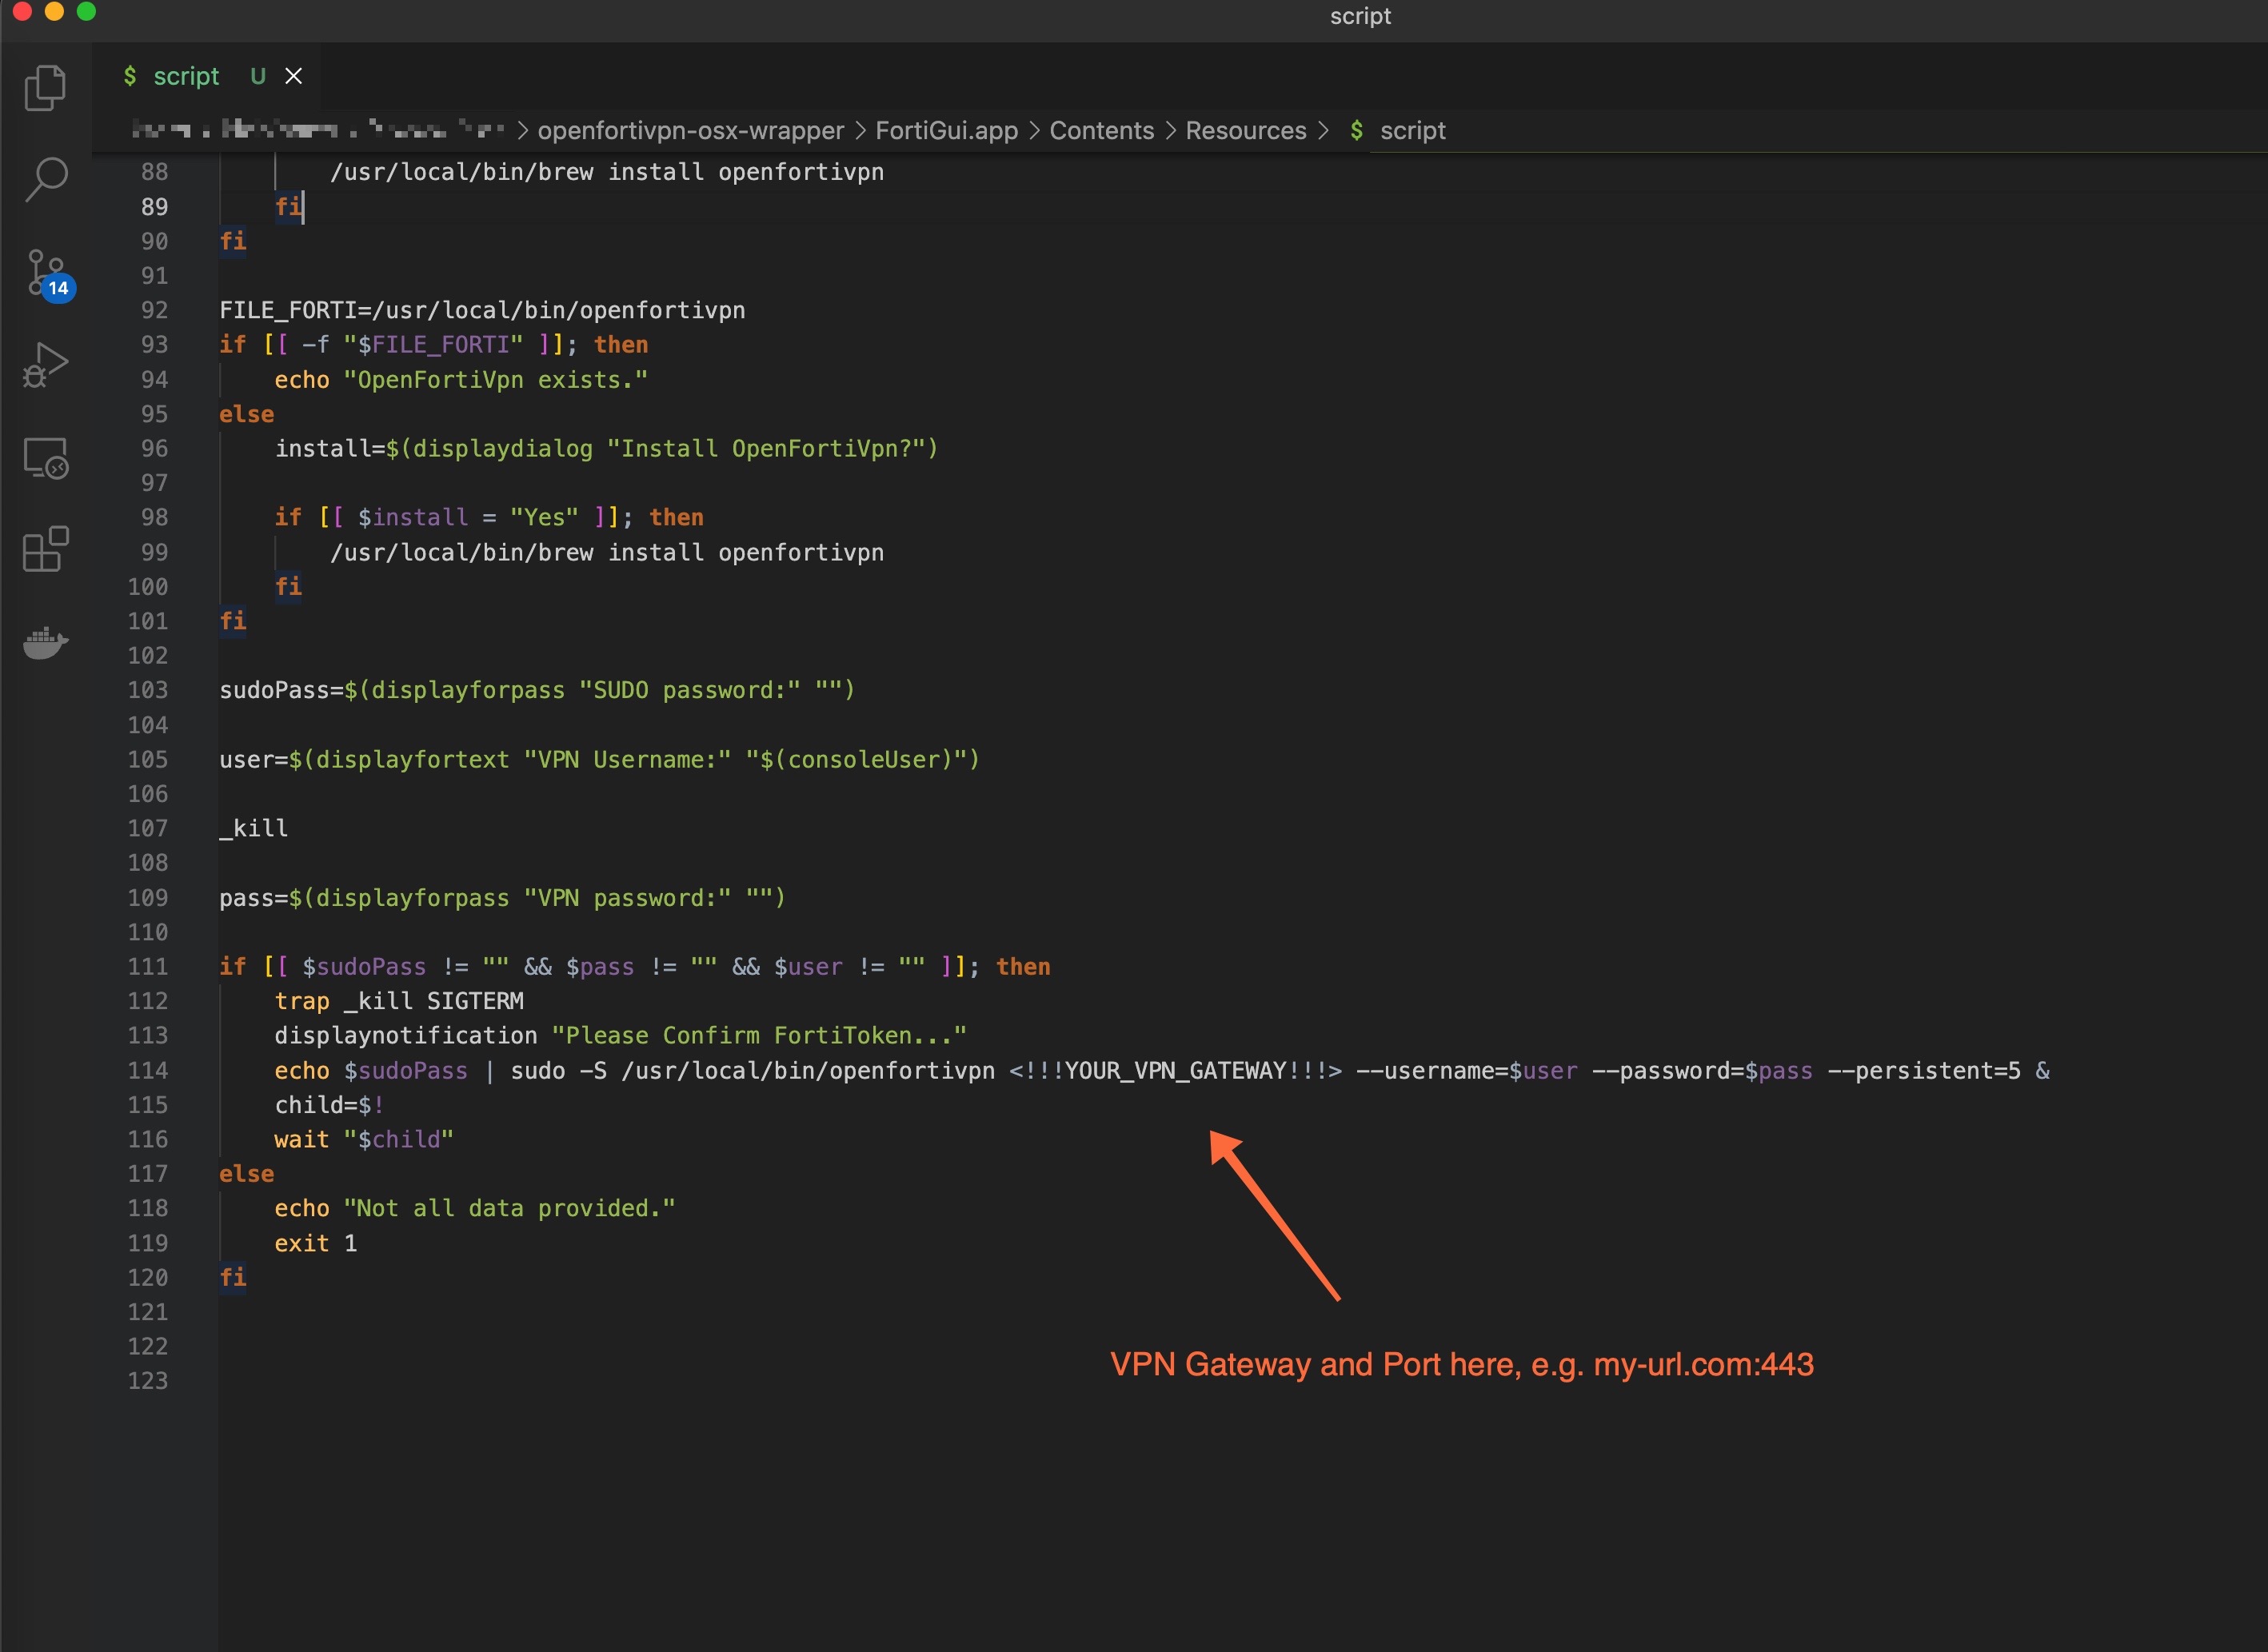 script
$ script U
openfortivpn-osx-wrapper > FortiGui.app > Contents > Resources > $ script
14
88 /usr/local/bin/brew install openfortivpn
89 fi
90 fi
91
92 FILE_FORTI=/usr/local/bin/openfortivpn
93 if [[ -f "$FILE_FORTI" ]]; then
94 echo "OpenFortiVpn exists."
95 else
96 install=$(displaydialog "Install OpenFortiVpn?")
97
98 if [[ $install = "Yes" ]]; then
99 /usr/local/bin/brew install openfortivpn
100 fi
101 fi
102
103 sudoPass=$(displayforpass "SUDO password:" "")
104
105 user=$(displayfortext "VPN Username:" "$(consoleUser)")
106
107 _kill
108
109 pass=$(displayforpass "VPN password:" "")
110
111 if [[ $sudoPass != "" && $pass != "" && $user != "" ]]; then
112 trap _kill SIGTERM
113 displaynotification "Please Confirm FortiToken..."
114 echo $sudoPass | sudo -S /usr/local/bin/openfortivpn <!!!YOUR_VPN_GATEWAY!!!> --username=$user --password=$pass --persistent=5 &
115 child=$!
116 wait "$child"
117 else
118 echo "Not all data provided."
119 exit 1
120 fi
121
122
123
VPN Gateway and Port here, e.g. my-url.com:443